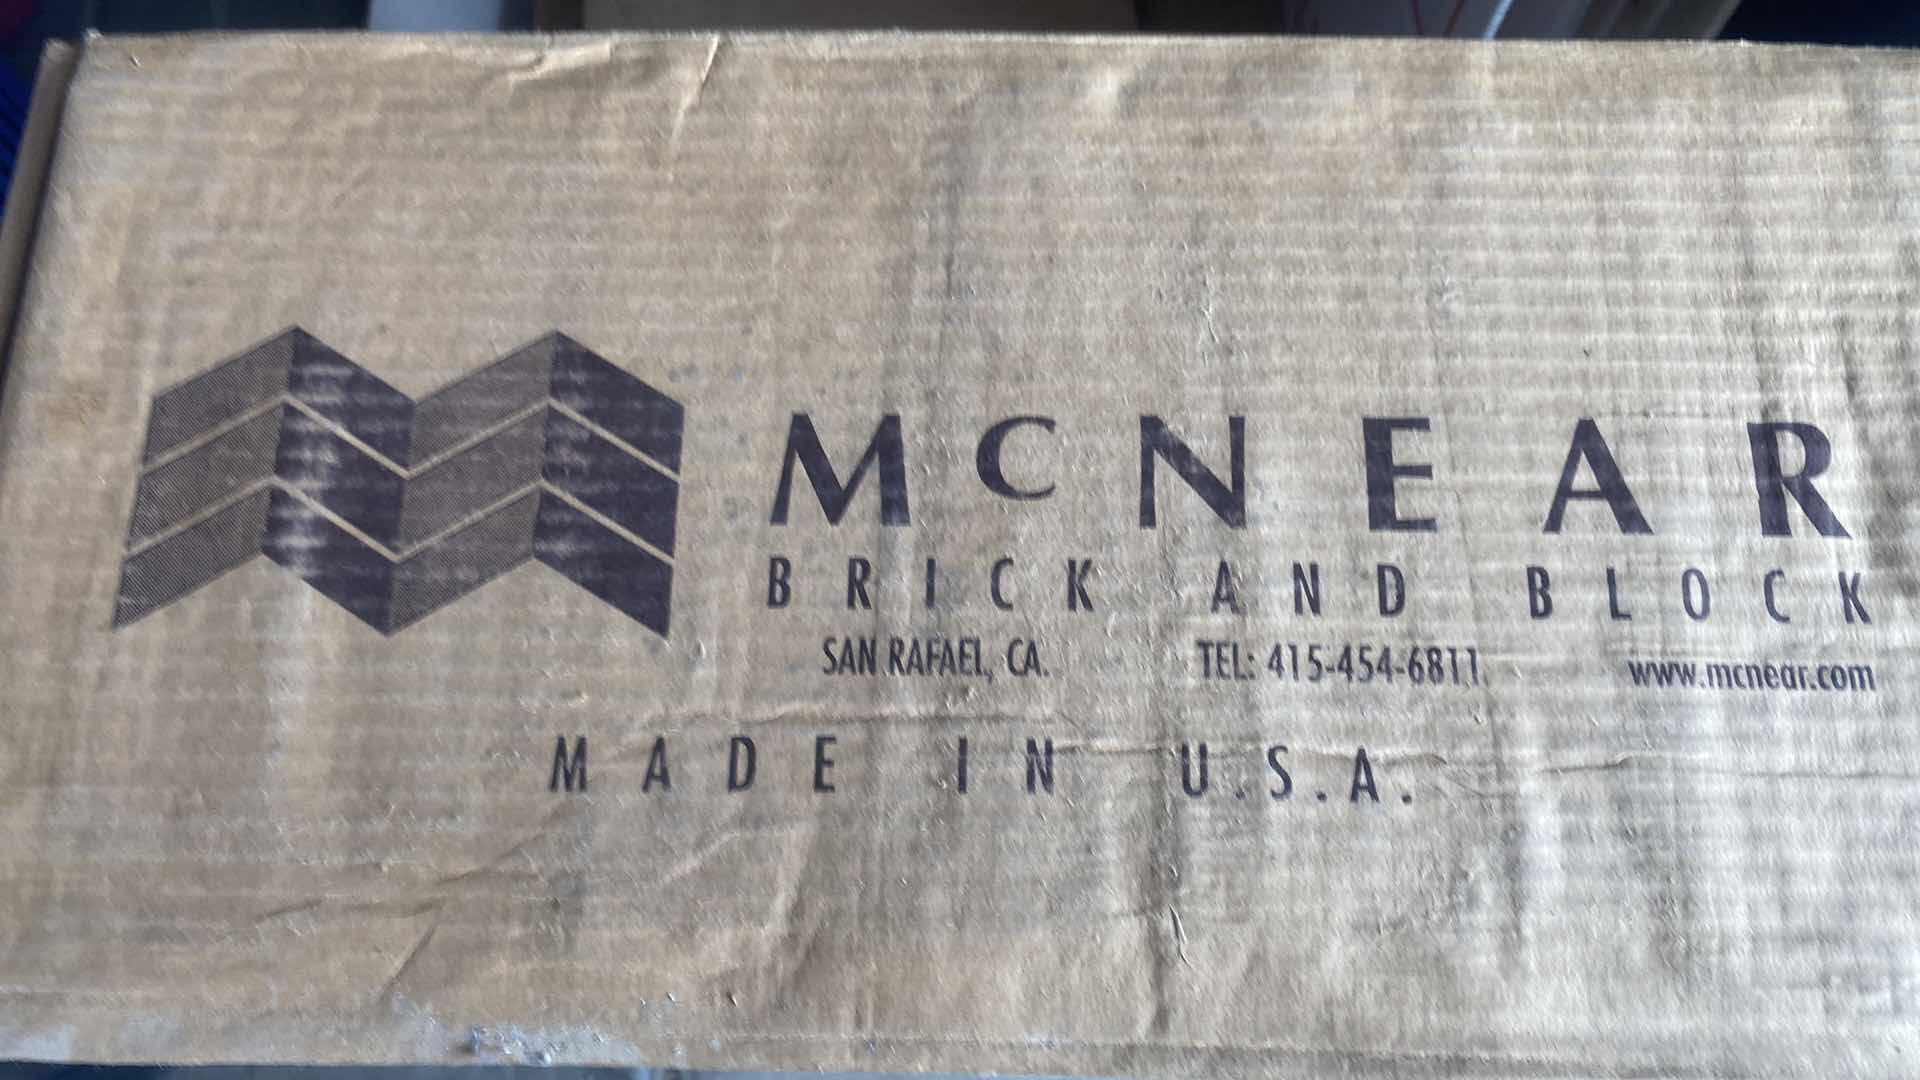 McNEAR
BRICK AND BLOCK
SAN RAFAEL, CA. TEL: 415-454-6811 www.mcnear.com
MADE IN U.S.A.